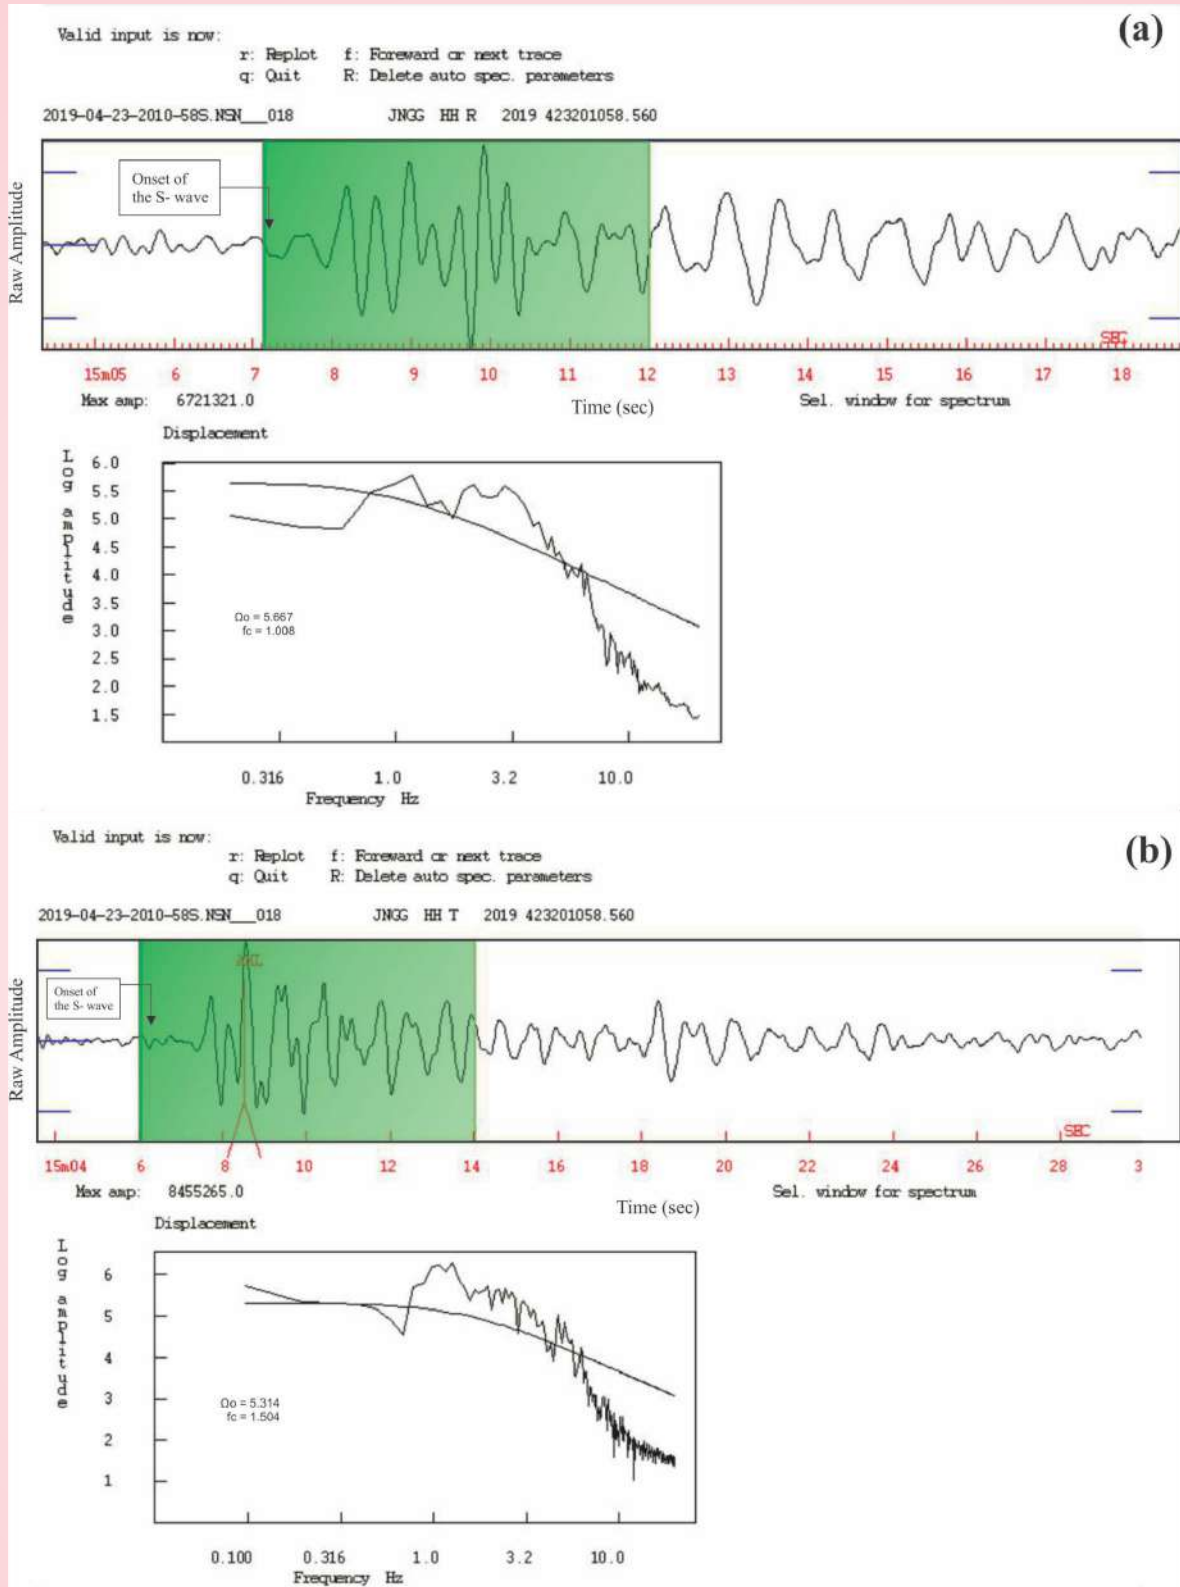 (a)
Valid input is now:
r: Replot f: Foreward or next trace
q: Quit R: Delete auto spec. parameters
2019-04-23-2010-58S.NSN___018 JNGG HH R 2019 423201058.560
Raw Amplitude
Onset of
the S- wave
SEC
15m05 6 7 8 9 10 11 12 13 14 15 16 17 18
Max amp: 6721321.0 Time (sec) Sel. window for spectrum
Displacement
Log amplitude
6.0
5.5
5.0
4.5
4.0
3.5
3.0
2.5
2.0
1.5
Ωo = 5.667
fc = 1.008
0.316 1.0 3.2 10.0
Frequency Hz
(b)
Valid input is now:
r: Replot f: Foreward or next trace
q: Quit R: Delete auto spec. parameters
2019-04-23-2010-58S.NSN___018 JNGG HH T 2019 423201058.560
Raw Amplitude
Onset of
the S- wave
SEC
15m04 6 8 10 12 14 16 18 20 22 24 26 28 3
Max amp: 8455265.0 Time (sec) Sel. window for spectrum
Displacement
Log amplitude
6
5
4
3
2
1
Ωo = 5.314
fc = 1.504
0.100 0.316 1.0 3.2 10.0
Frequency Hz